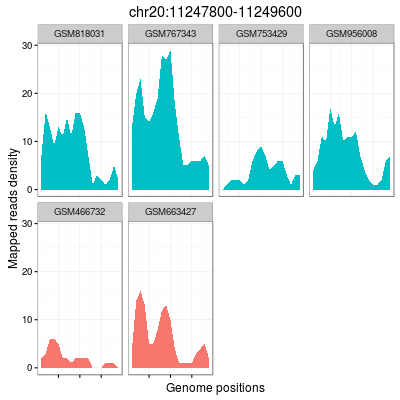 chr20:11247800-11249600
GSM818031 GSM767343 GSM753429 GSM956008
30
20
10
0
GSM466732 GSM663427
30
20
10
0
Mapped reads density
Genome positions